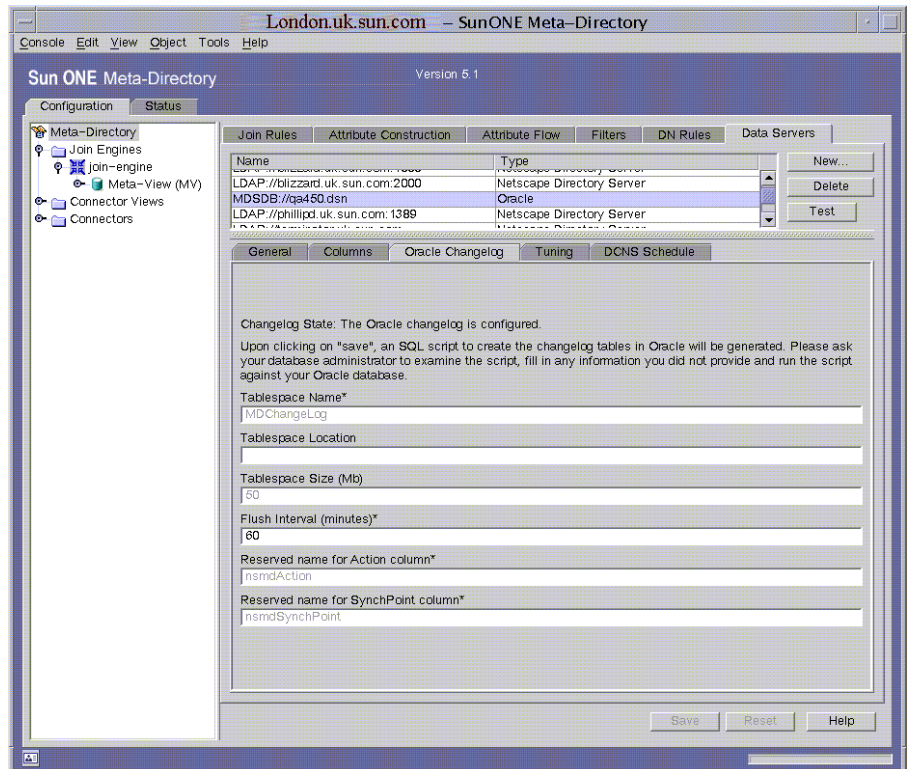 London.uk.sun.com – SunONE Meta–Directory
Console Edit View Object Tools Help
Sun ONE Meta-Directory
Version 5.1
Configuration Status
Meta–Directory
Join Engines
join–engine
Meta–View (MV)
Connector Views
Connectors
Join Rules Attribute Construction Attribute Flow Filters DN Rules Data Servers
Name Type
LDAP://blizzard.uk.sun.com:2000 Netscape Directory Server
MDSDB://qa450.dsn Oracle
LDAP://phillipd.uk.sun.com:1389 Netscape Directory Server
New...
Delete
Test
General Columns Oracle Changelog Tuning DCNS Schedule
Changelog State: The Oracle changelog is configured.
Upon clicking on "save", an SQL script to create the changelog tables in Oracle will be generated. Please ask
your database administrator to examine the script, fill in any information you did not provide and run the script
against your Oracle database.
Tablespace Name*
MDChangeLog
Tablespace Location
Tablespace Size (Mb)
50
Flush Interval (minutes)*
60
Reserved name for Action column*
nsmdAction
Reserved name for SynchPoint column*
nsmdSynchPoint
Save Reset Help